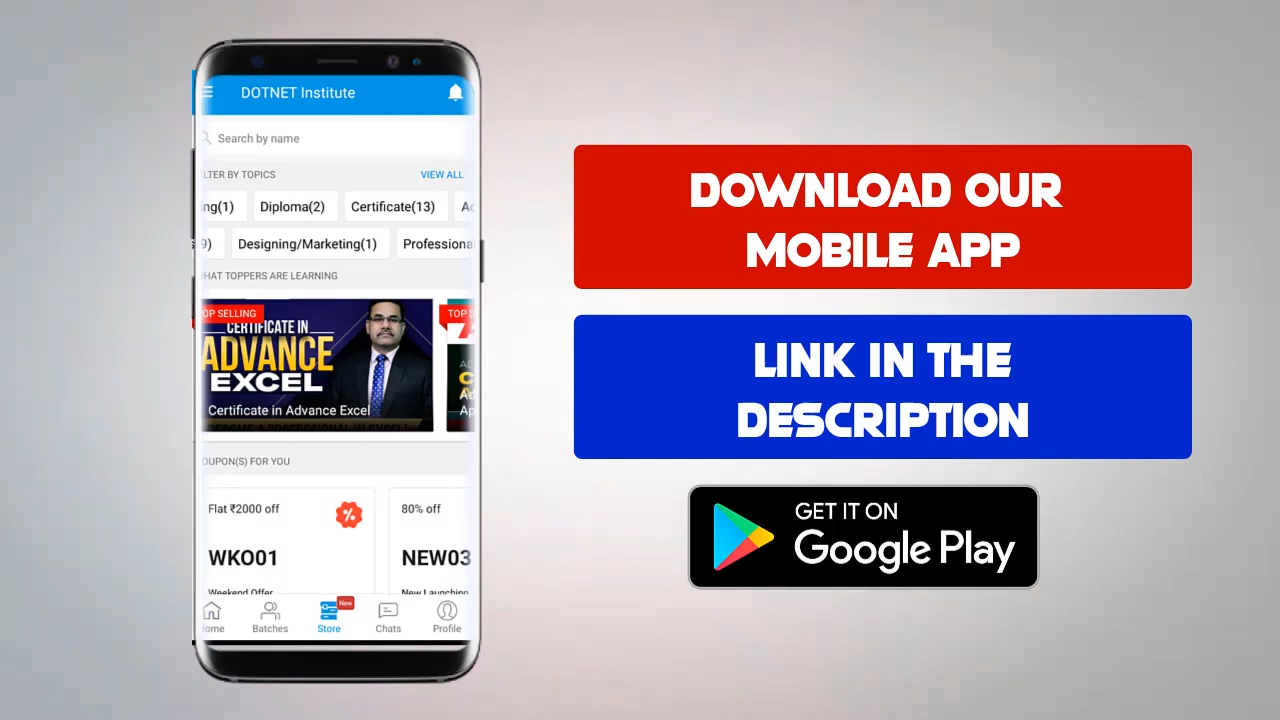 DOTNET Institute
Search by name
LTER BY TOPICS VIEW ALL
ng(1) Diploma(2) Certificate(13) Ac
9) Designing/Marketing(1) Professiona
HAT TOPPERS ARE LEARNING
OP SELLING
TOP S
CERTIFICATE IN
ADVANCE
EXCEL
Certificate in Advance Excel
OUPON(S) FOR YOU
Flat ₹2000 off
%
WKO01
Weekend Offer
80% off
NEW03
New Launching
New
ome Batches Store Chats Profile
DOWNLOAD OUR
MOBILE APP
LINK IN THE
DESCRIPTION
GET IT ON
Google Play